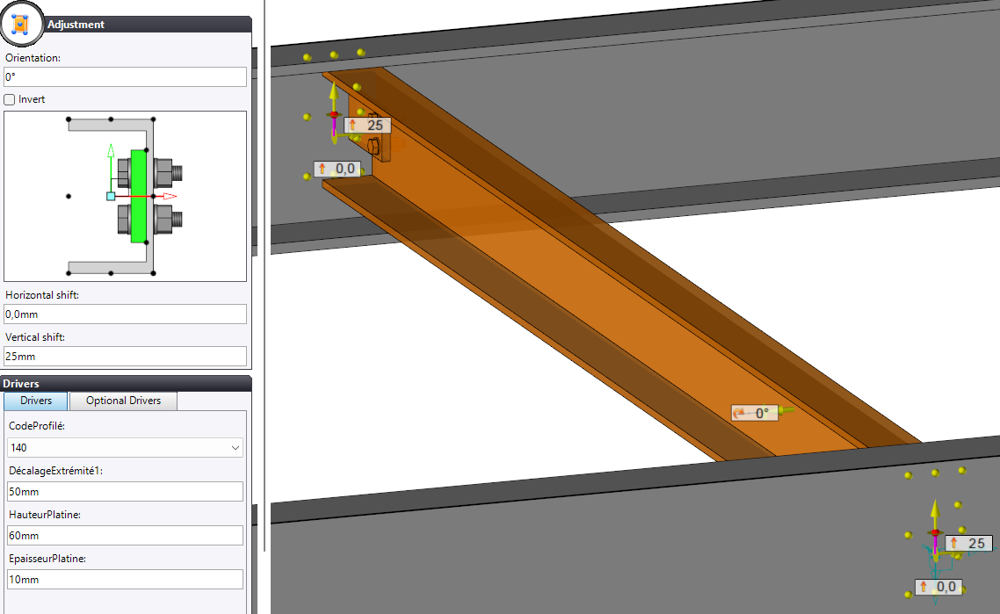 Adjustment
Orientation:
0°
Invert
Horizontal shift:
0,0mm
Vertical shift:
25mm
Drivers
Drivers
Optional Drivers
CodeProfilé:
140
DécalageExtrémité1:
50mm
HauteurPlatine:
60mm
EpaisseurPlatine:
10mm
25
0,0
0°
25
0,0